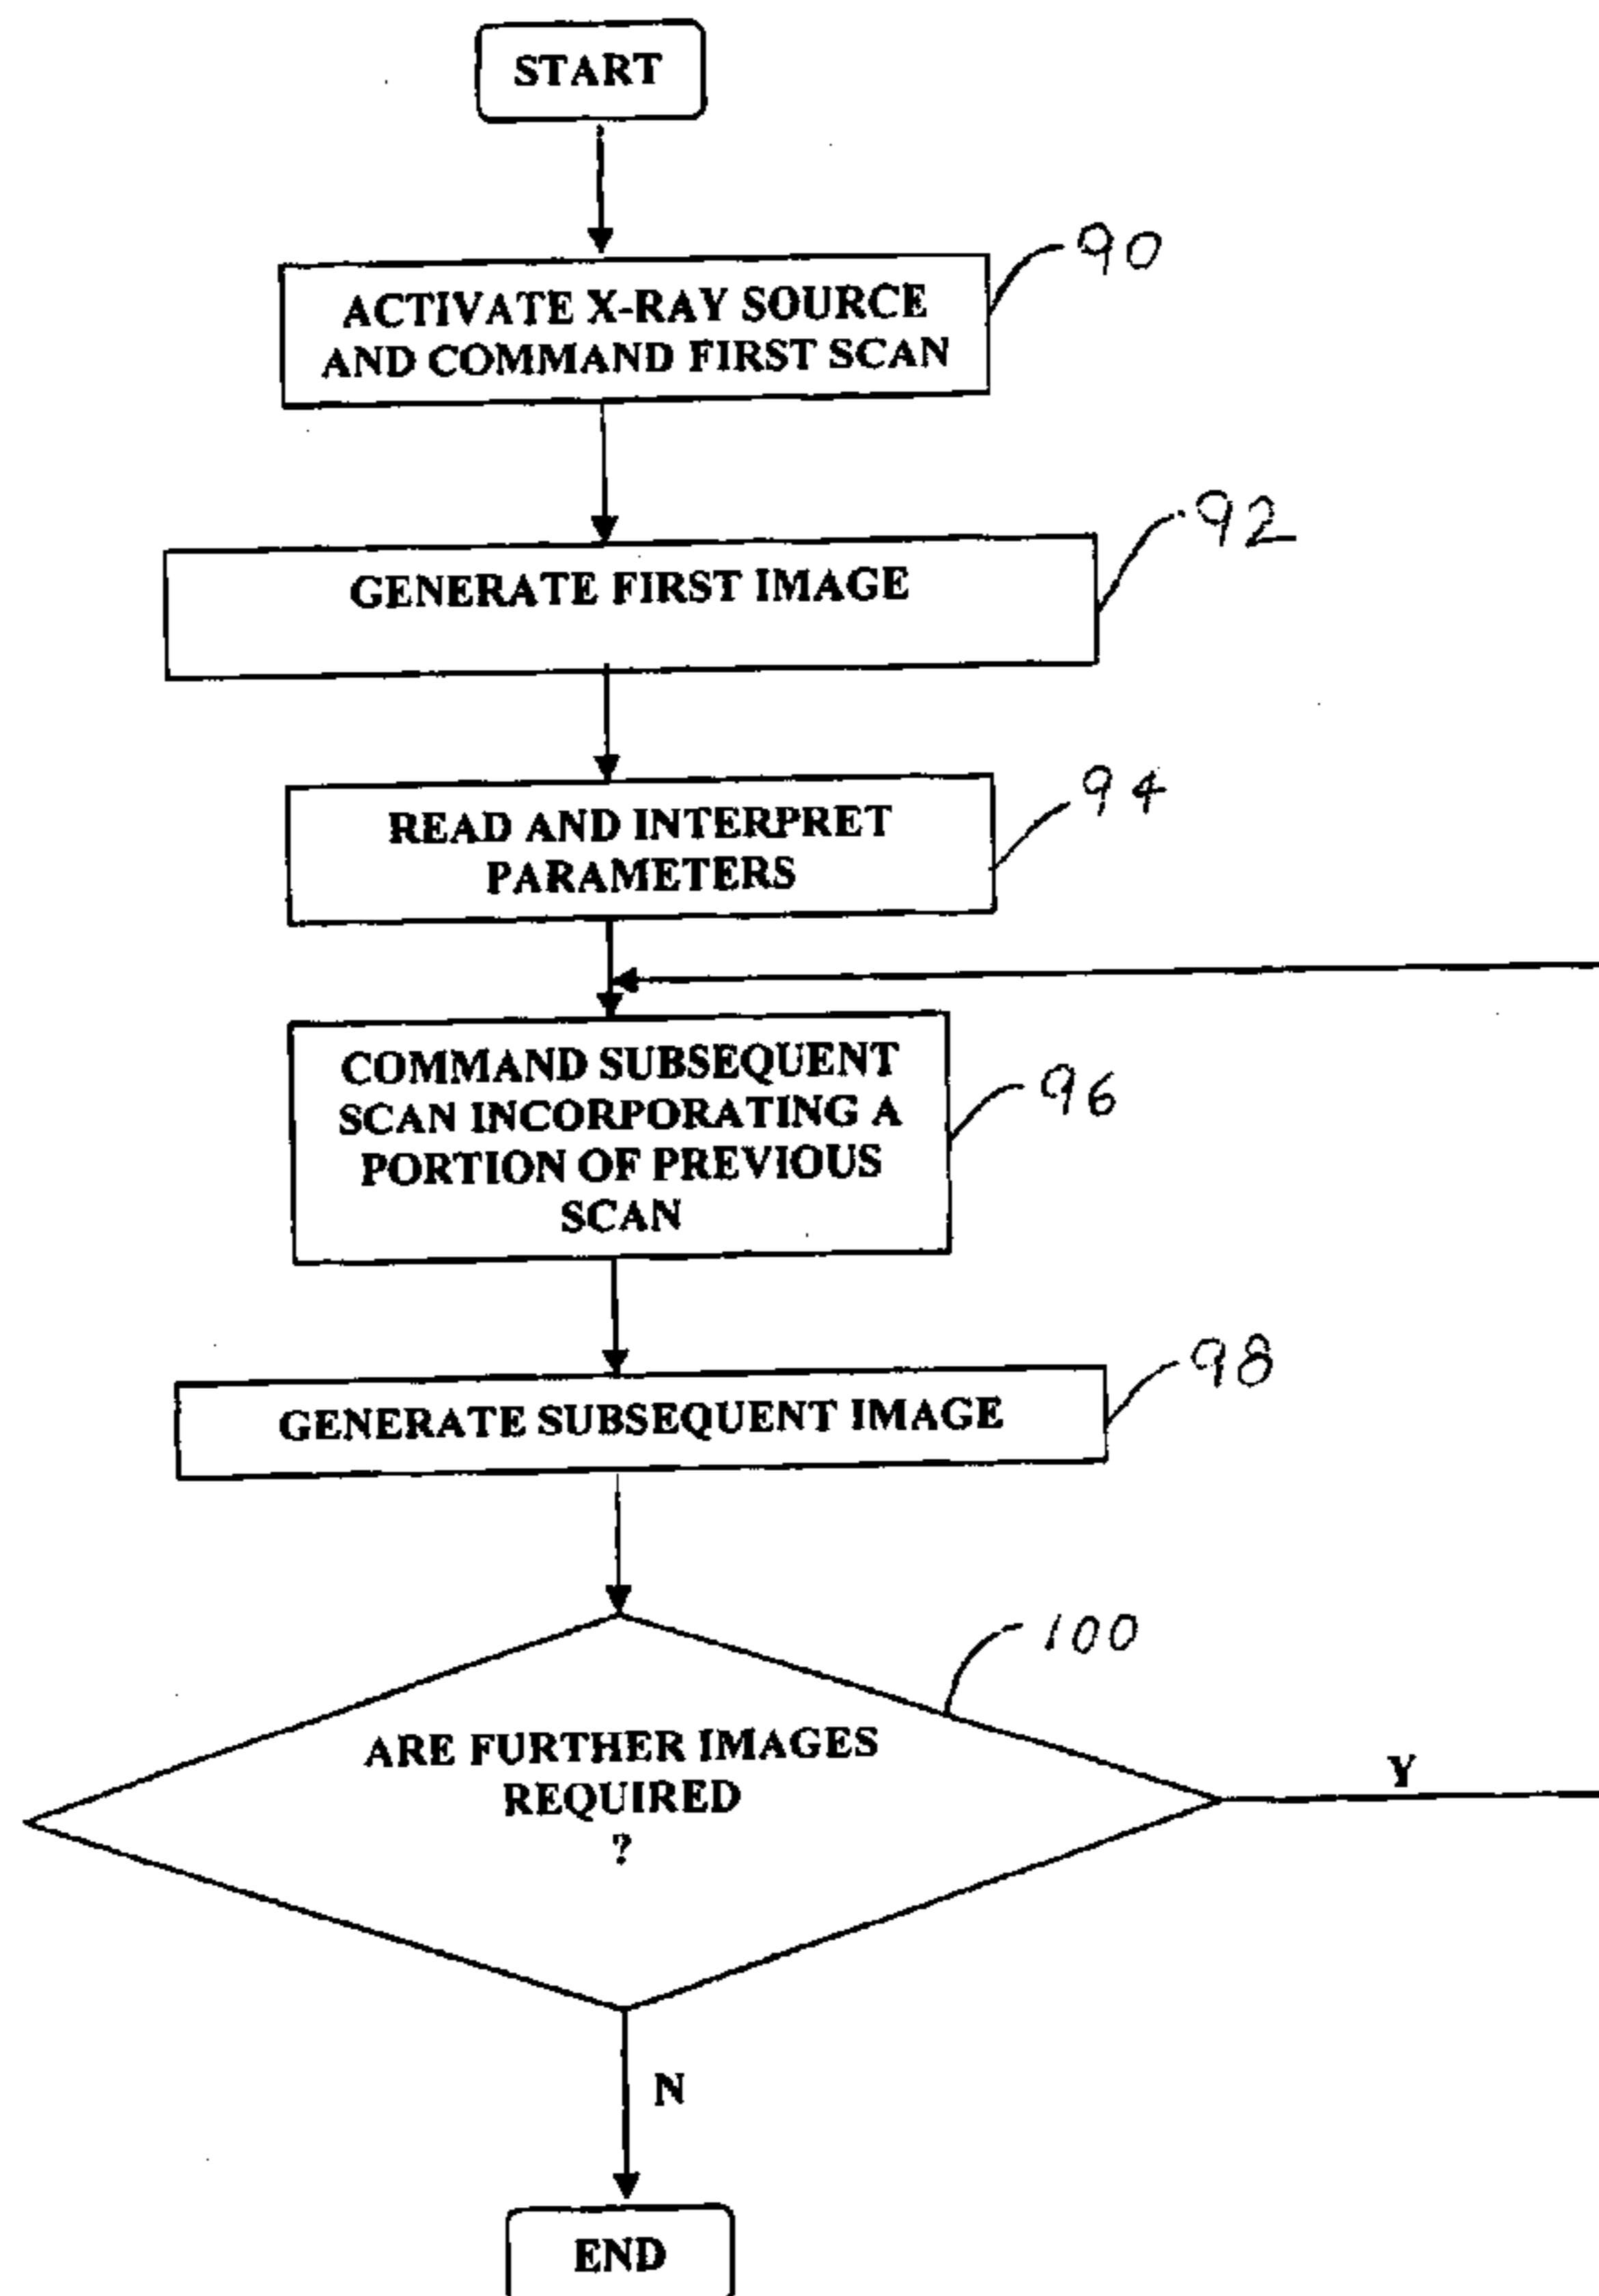 START
90
ACTIVATE X-RAY SOURCE
AND COMMAND FIRST SCAN
92
GENERATE FIRST IMAGE
94
READ AND INTERPRET
PARAMETERS
COMMAND SUBSEQUENT
SCAN INCORPORATING A
PORTION OF PREVIOUS
SCAN
96
98
GENERATE SUBSEQUENT IMAGE
100
ARE FURTHER IMAGES
REQUIRED
?
Y
N
END